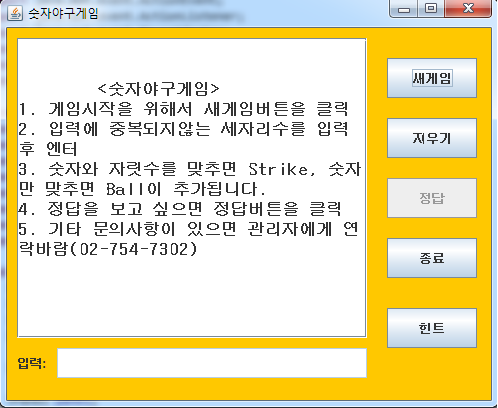 숫자야구게임
<숫자야구게임>
1. 게임시작을 위해서 새게임버튼을 클릭
2. 입력에 중복되지않는 세자리수를 입력
후 엔터
3. 숫자와 자릿수를 맞추면 Strike, 숫자
만 맞추면 Ball이 추가됩니다.
4. 정답을 보고 싶으면 정답버튼을 클릭
5. 기타 문의사항이 있으면 관리자에게 연
락바람(02-754-7302)
새게임
지우기
정답
종료
힌트
입력: